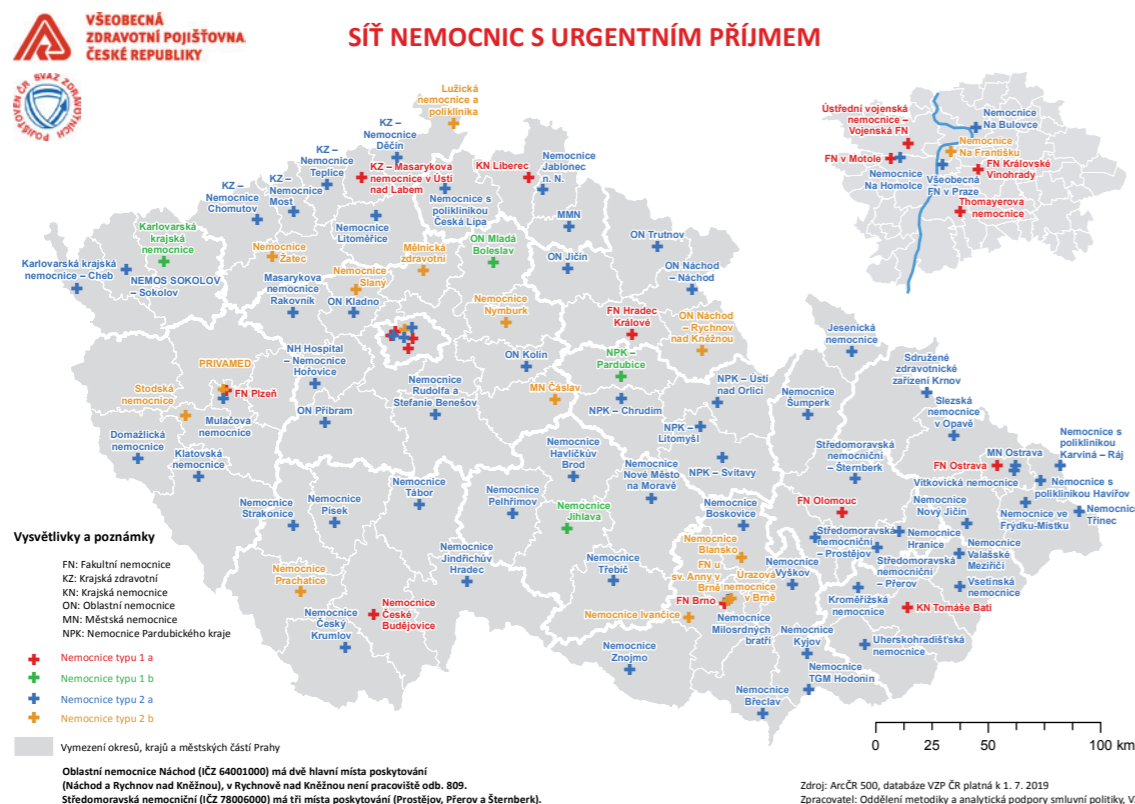 VŠEOBECNÁ
ZDRAVOTNÍ POJIŠŤOVNA
ČESKÉ REPUBLIKY
SVAZ ZDRAVOTNÍCH
POJIŠŤOVEN ČR
SÍŤ NEMOCNIC S URGENTNÍM PŘÍJMEM
Lužická
nemocnice a
poliklinika
KZ –
Nemocnice
Děčín
KZ –
Nemocnice
Teplice
KZ – Masarykova
nemocnice v Ústí
nad Labem
KN Liberec
Nemocnice
Jablonec
n. N.
KZ –
Nemocnice
Most
KZ –
Nemocnice
Chomutov
Nemocnice
Litoměřice
Nemocnice s
poliklinikou
Česká Lípa
MMN
ON Trutnov
Karlovarská
krajská
nemocnice
Karlovarská krajská
nemocnice – Cheb
NEMOS SOKOLOV
– Sokolov
Nemocnice
Žatec
Mělnická
zdravotní
ON Mladá
Boleslav
ON Jičín
ON Náchod
– Náchod
Masarykova
nemocnice
Rakovník
Nemocnice
Slaný
ON Kladno
Nemocnice
Nymburk
FN Hradec
Králové
ON Náchod
– Rychnov
nad Kněžnou
PRIVAMED
FN Plzeň
Stodská
nemocnice
Mulačova
nemocnice
NH Hospital
– Nemocnice
Hořovice
ON Kolín
NPK –
Pardubice
Jesenická
nemocnice
Nemocnice
Rudolfa a
Stefanie Benešov
MN Čáslav
NPK – Chrudim
NPK – Ústí
nad Orlicí
Nemocnice
Šumperk
Sdružené
zdravotnické
zařízení Krnov
ON Příbram
Domažlická
nemocnice
Klatovská
nemocnice
NPK –
Litomyšl
NPK – Svitavy
Slezská
nemocnice
v Opavě
Nemocnice s
poliklinikou
Karviná – Ráj
MN Ostrava
FN Ostrava
Vítkovická nemocnice
Nemocnice s
poliklinikou Havířov
Nemocnice
Třinec
Nemocnice ve
Frýdku-Místku
Nemocnice
Strakonice
Nemocnice
Písek
Nemocnice
Tábor
Nemocnice
Pelhřimov
Nemocnice
Havlíčkův
Brod
Nemocnice
Nové Město
na Moravě
Středomoravská
nemocniční
– Šternberk
FN Olomouc
Nemocnice
Nový Jičín
Nemocnice
Jihlava
Nemocnice
Boskovice
Středomoravská
nemocniční
– Prostějov
Nemocnice
Hranice
Nemocnice
Valašské
Meziříčí
Středomoravská
nemocniční
– Přerov
Vsetínská
nemocnice
Nemocnice
Prachatice
Nemocnice
Český
Krumlov
Nemocnice
České
Budějovice
Nemocnice
Jindřichův
Hradec
Nemocnice
Třebíč
Nemocnice
Blansko
FN u
sv. Anny v
Brně
Úrazová
nemocnice
v Brně
Nemocnice
Vyškov
Kroměřížská
nemocnice
KN Tomáše Bati
FN Brno
Nemocnice Ivančice
Nemocnice
Milosrdných
bratří
Nemocnice
Kyjov
Uherskohradišťská
nemocnice
Nemocnice
Znojmo
Nemocnice
TGM Hodonín
Nemocnice
Břeclav
Ústřední vojenská
nemocnice –
Vojenská FN
Nemocnice
Na Bulovce
Nemocnice
Na Františku
FN v Motole
Nemocnice
Na Homolce
Všeobecná
FN v Praze
FN Královské
Vinohrady
Thomayerova
nemocnice
Vysvětlivky a poznámky
FN: Fakultní nemocnice
KZ: Krajská zdravotní
KN: Krajská nemocnice
ON: Oblastní nemocnice
MN: Městská nemocnice
NPK: Nemocnice Pardubického kraje
Nemocnice typu 1 a
Nemocnice typu 1 b
Nemocnice typu 2 a
Nemocnice typu 2 b
Vymezení okresů, krajů a městských částí Prahy
Oblastní nemocnice Náchod (IČZ 64001000) má dvě hlavní místa poskytování
(Náchod a Rychnov nad Kněžnou), v Rychnově nad Kněžnou není pracoviště odb. 809.
Středomoravská nemocniční (IČZ 78006000) má tři místa poskytování (Prostějov, Přerov a Šternberk).
0 25 50 100 km
Zdroj: ArcČR 500, databáze VZP ČR platná k 1. 7. 2019
Zpracovatel: Oddělení metodiky a analytická podpory smluvní politiky, V